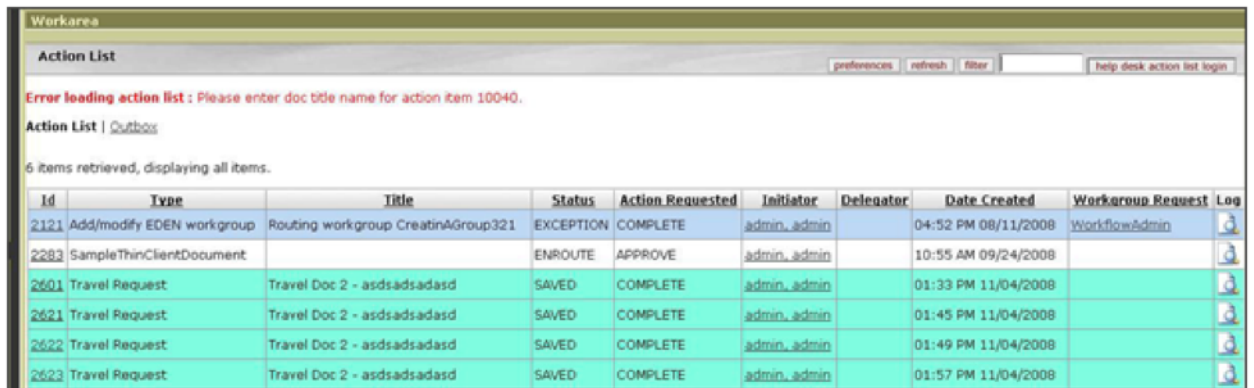 Workarea
Action List preferences refresh filter help desk action list login
Error loading action list : Please enter doc title name for action item 10040.
Action List | Outbox
6 items retrieved, displaying all items.
Id Type Title Status Action Requested Initiator Delegator Date Created Workgroup Request Log
2121 Add/modify EDEN workgroup Routing workgroup CreatinAGroup321 EXCEPTION COMPLETE admin, admin 04:52 PM 08/11/2008 WorkflowAdmin
2283 SampleThinClientDocument ENROUTE APPROVE admin, admin 10:55 AM 09/24/2008
2601 Travel Request Travel Doc 2 - asdsadsadasd SAVED COMPLETE admin, admin 01:33 PM 11/04/2008
2621 Travel Request Travel Doc 2 - asdsadsadasd SAVED COMPLETE admin, admin 01:45 PM 11/04/2008
2622 Travel Request Travel Doc 2 - asdsadsadasd SAVED COMPLETE admin, admin 01:49 PM 11/04/2008
2623 Travel Request Travel Doc 2 - asdsadsadasd SAVED COMPLETE admin, admin 01:57 PM 11/04/2008